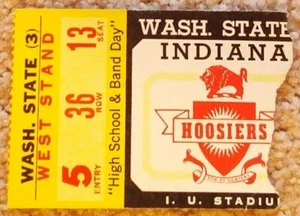 WASH. STATE (3)
WEST STAND
5 36 13
ENTRY ROW SEAT
"High School & Band Day"
WASH. STATE
INDIANA
HOOSIERS
I. U. STADIU